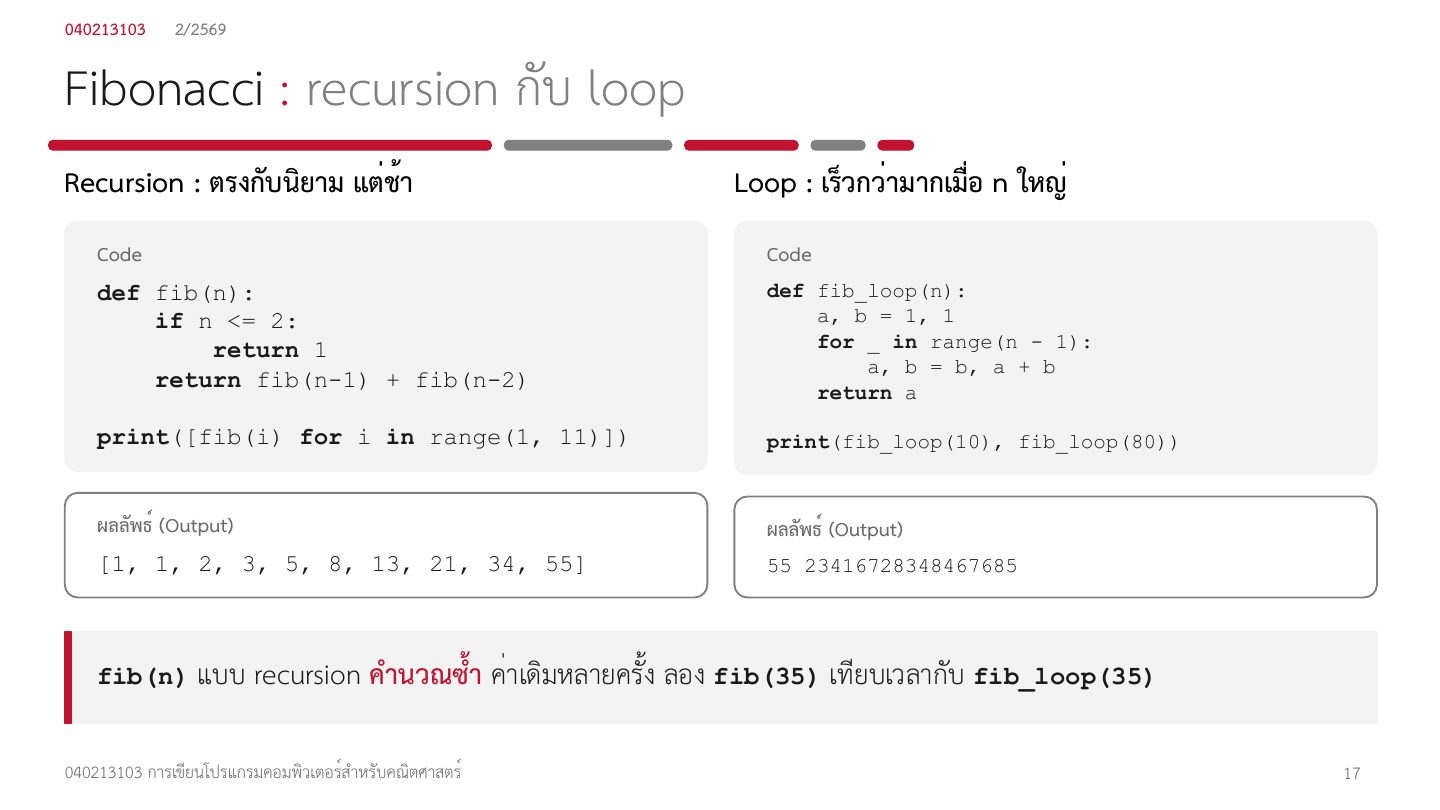 040213103 2/2569
Fibonacci : recursion กับ loop
Recursion : ตรงกับนิยาม แต่ช้า
Code
def fib(n):
    if n <= 2:
        return 1
    return fib(n-1) + fib(n-2)
print([fib(i) for i in range(1, 11)])
ผลลัพธ์ (Output)
[1, 1, 2, 3, 5, 8, 13, 21, 34, 55]
Loop : เร็วกว่ามากเมื่อ n ใหญ่
Code
def fib_loop(n):
    a, b = 1, 1
    for _ in range(n - 1):
        a, b = b, a + b
    return a
print(fib_loop(10), fib_loop(80))
ผลลัพธ์ (Output)
55 23416728348467685
fib(n) แบบ recursion คำนวณซ้ำ ค่าเดิมหลายครั้ง ลอง fib(35) เทียบเวลากับ fib_loop(35)
040213103 การเขียนโปรแกรมคอมพิวเตอร์สำหรับคณิตศาสตร์
17